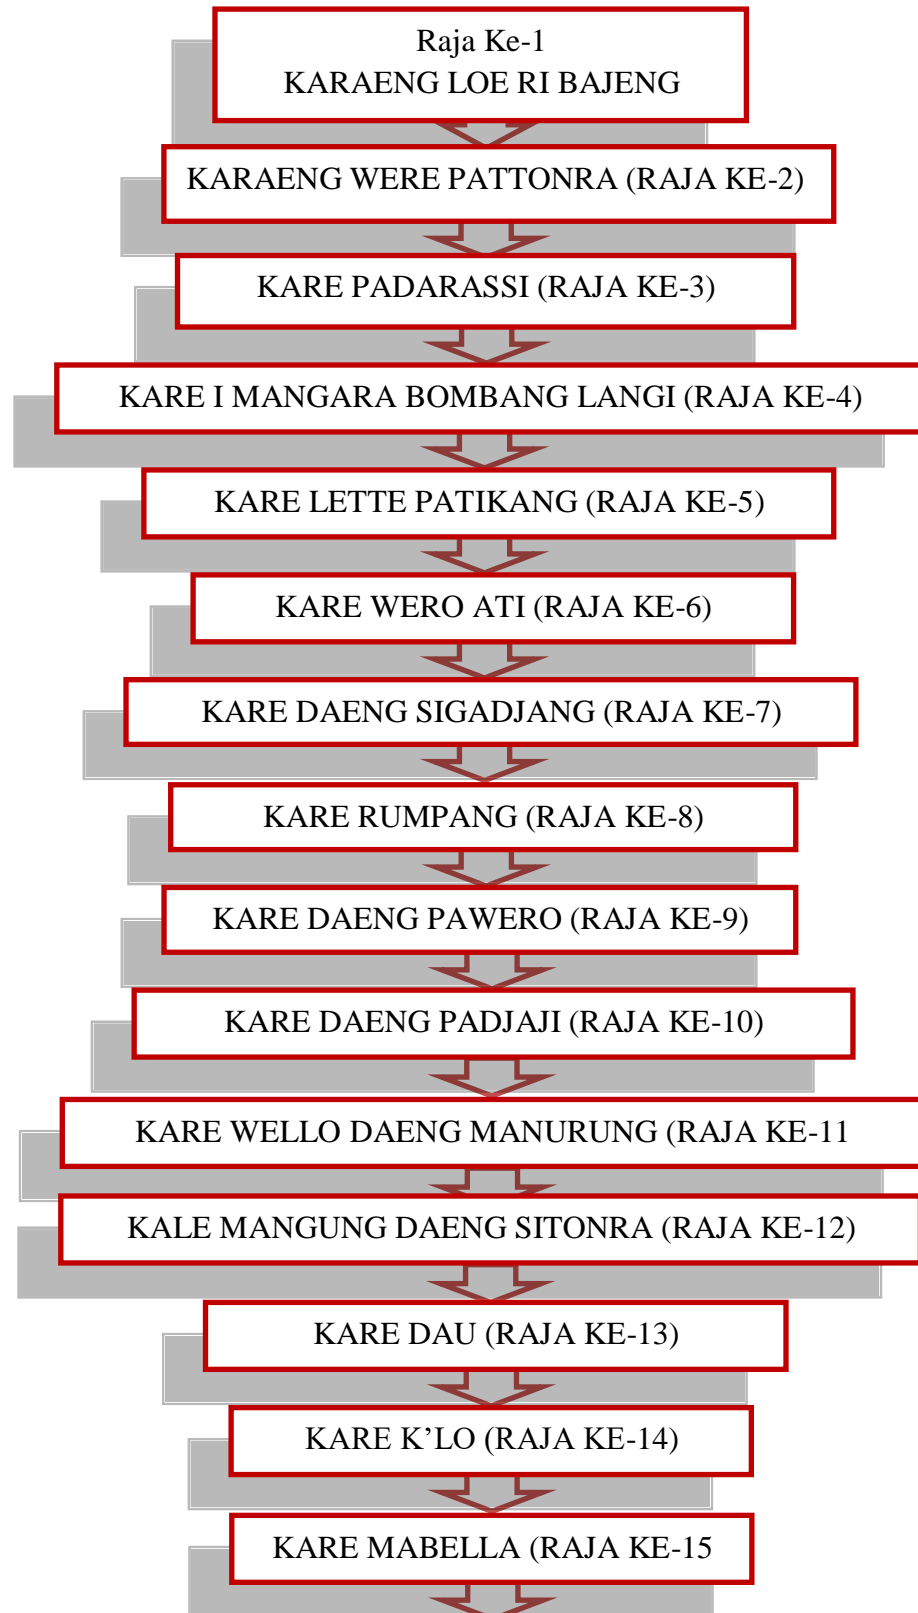 Raja Ke-1
KARAENG LOE RI BAJENG
KARAENG WERE PATTONRA (RAJA KE-2)
KARE PADARASSI (RAJA KE-3)
KARE I MANGARA BOMBANG LANGI (RAJA KE-4)
KARE LETTE PATIKANG (RAJA KE-5)
KARE WERO ATI (RAJA KE-6)
KARE DAENG SIGADJANG (RAJA KE-7)
KARE RUMPANG (RAJA KE-8)
KARE DAENG PAWERO (RAJA KE-9)
KARE DAENG PADJAJI (RAJA KE-10)
KARE WELLO DAENG MANURUNG (RAJA KE-11
KALE MANGUNG DAENG SITONRA (RAJA KE-12)
KARE DAU (RAJA KE-13)
KARE K’LO (RAJA KE-14)
KARE MABELLA (RAJA KE-15